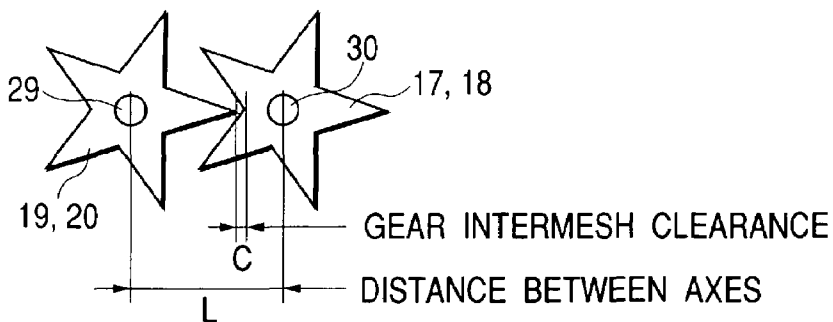 30
29
17, 18
19, 20
GEAR INTERMESH CLEARANCE
C
DISTANCE BETWEEN AXES
L